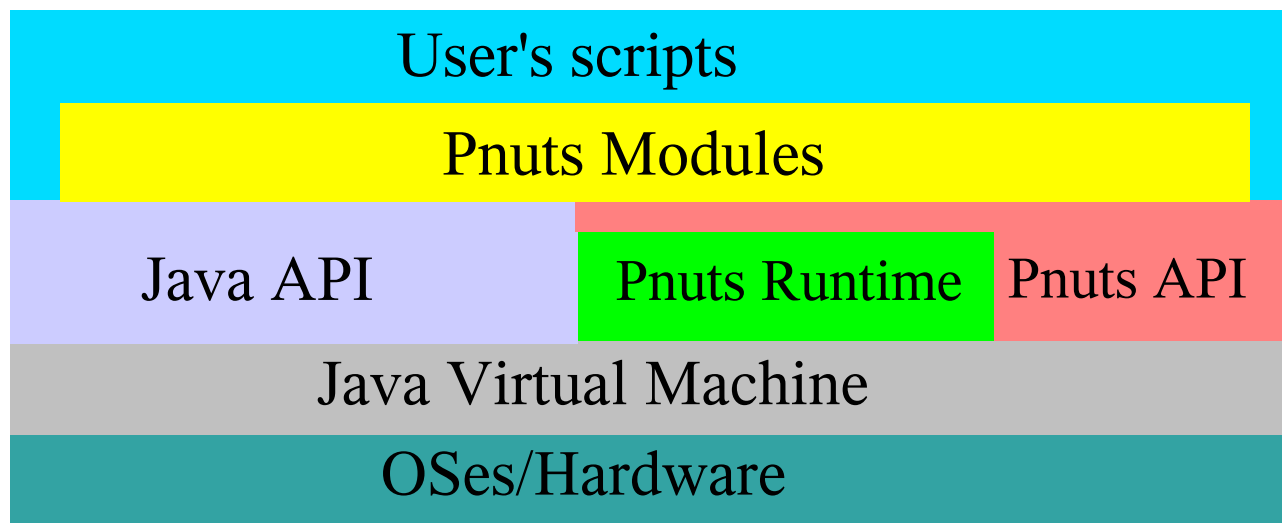 User's scripts
Pnuts Modules
Java API
Pnuts Runtime
Pnuts API
Java Virtual Machine
OSes/Hardware